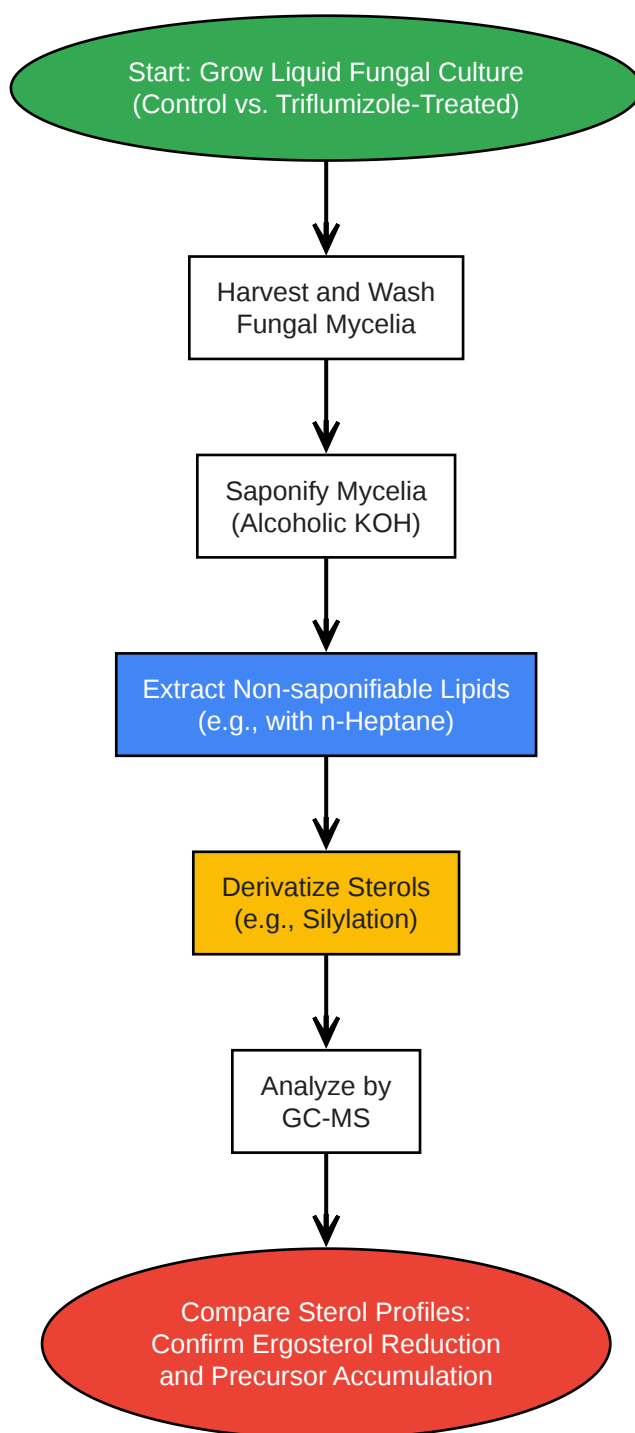 Start: Grow Liquid Fungal Culture
(Control vs. Triflumizole-Treated)
Harvest and Wash
Fungal Mycelia
Saponify Mycelia
(Alcoholic KOH)
Extract Non-saponifiable Lipids
(e.g., with n-Heptane)
Derivatize Sterols
(e.g., Silylation)
Analyze by
GC-MS
Compare Sterol Profiles:
Confirm Ergosterol Reduction
and Precursor Accumulation